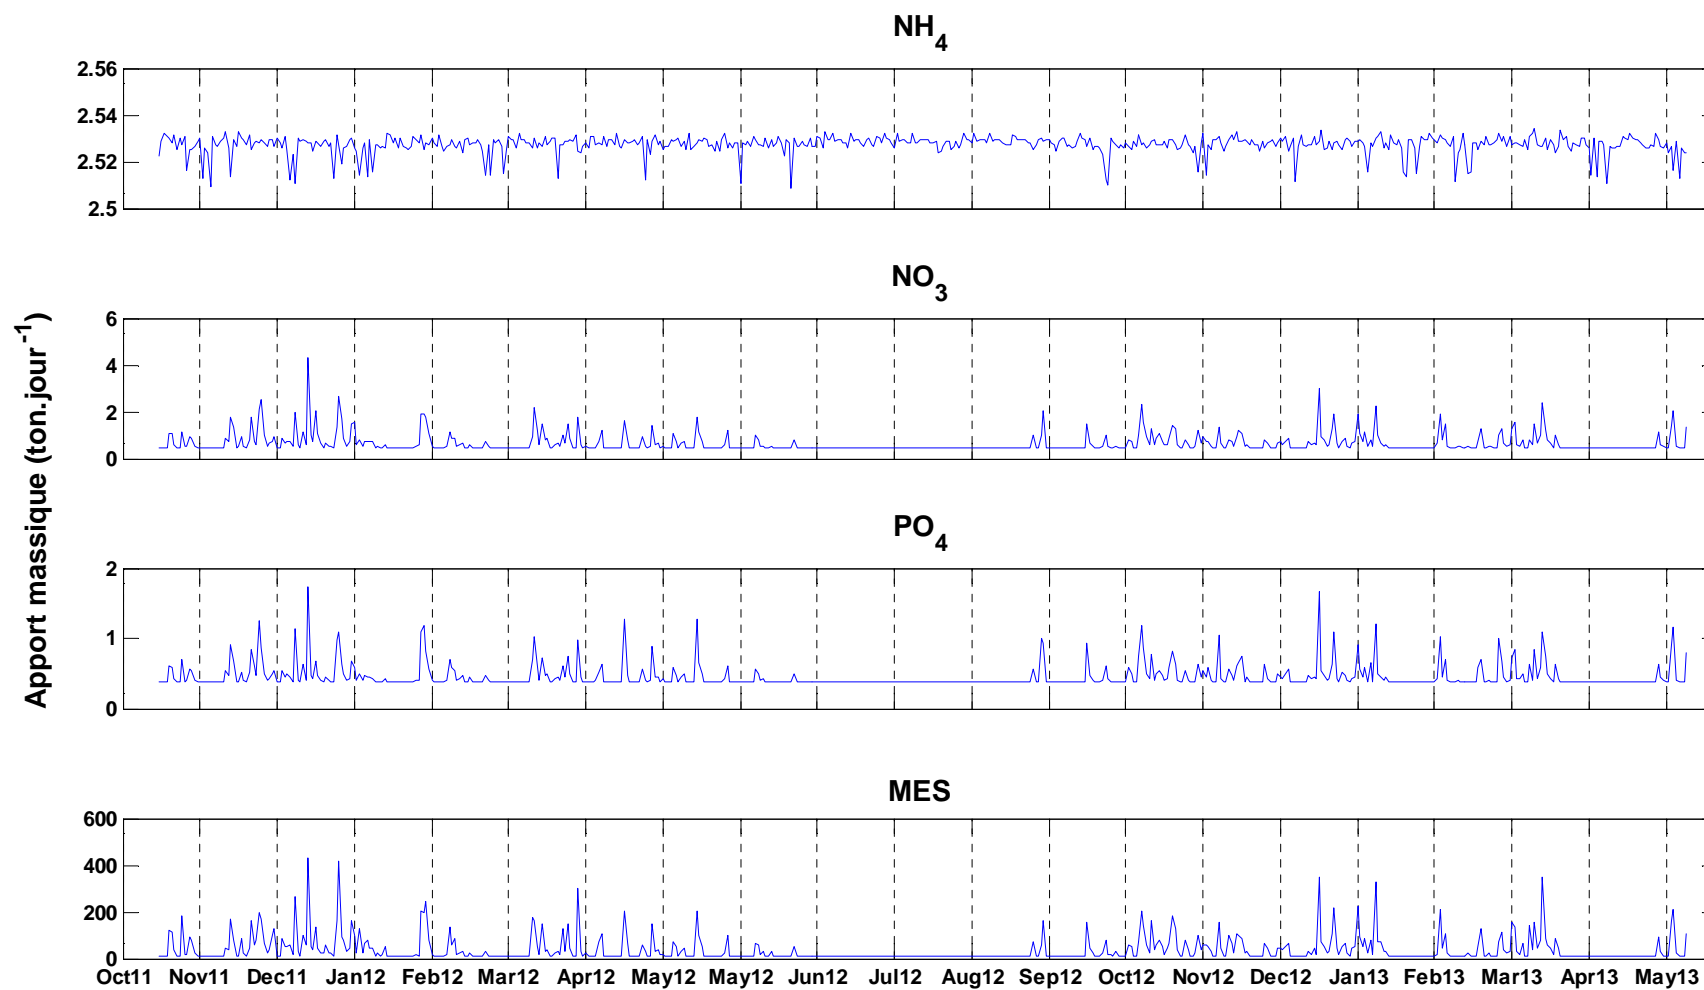 NH4
2.56
2.54
2.52
2.5
NO3
6
4
2
0
Apport massique (ton.jour-1)
PO4
2
1
0
MES
600
400
200
0
Oct11 Nov11 Dec11 Jan12 Feb12 Mar12 Apr12 May12 May12 Jun12 Jul12 Aug12 Sep12 Oct12 Nov12 Dec12 Jan13 Feb13 Mar13 Apr13 May13